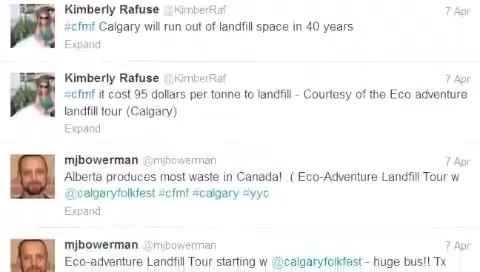 Kimberly Rafuse @KimberRaf 7 Apr
#cfmf Calgary will run out of landfill space in 40 years
Expand
Kimberly Rafuse @KimberRaf 7 Apr
#cfmf it cost 95 dollars per tonne to landfill - Courtesy of the Eco adventure
landfill tour (Calgary)
Expand
mjbowerman @mjbowerman 7 Apr
Alberta produces most waste in Canada! ( Eco-Adventure Landfill Tour w
@calgaryfolkfest #cfmf #calgary #yyc
Expand
mjbowerman @mjbowerman 7 Apr
Eco-adventure Landfill Tour starting w @calgaryfolkfest - huge bus!! Tx